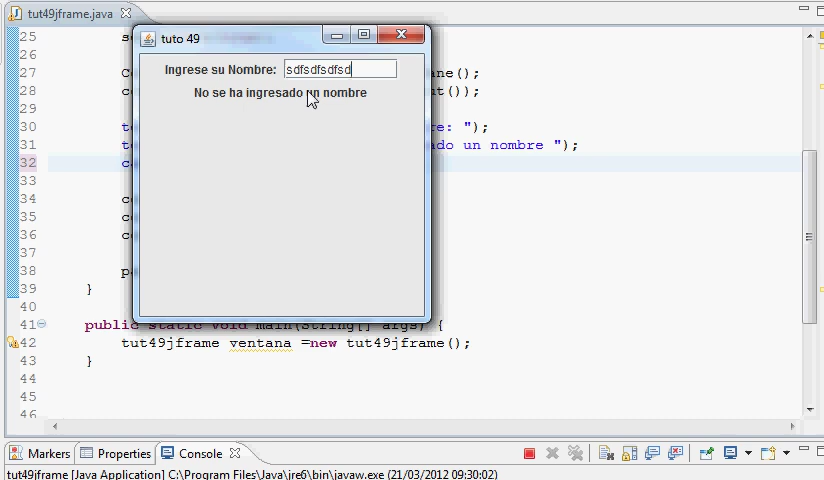 tut49jframe.java
tuto 49
Ingrese su Nombre: sdfsdfsdfsd
No se ha ingresado un nombre
25 s
26
27 C ne();
28 co t());
29
30 t re: ");
31 t do un nombre ");
32 c
33
34 c
35 c
36 c
37
38 p
39 }
40
41 public static void main(String[] args) {
42 tut49jframe ventana =new tut49jframe();
43 }
44
45
46
Markers Properties Console
tut49jframe [Java Application] C:\Program Files\Java\jre6\bin\javaw.exe (21/03/2012 09:30:02)